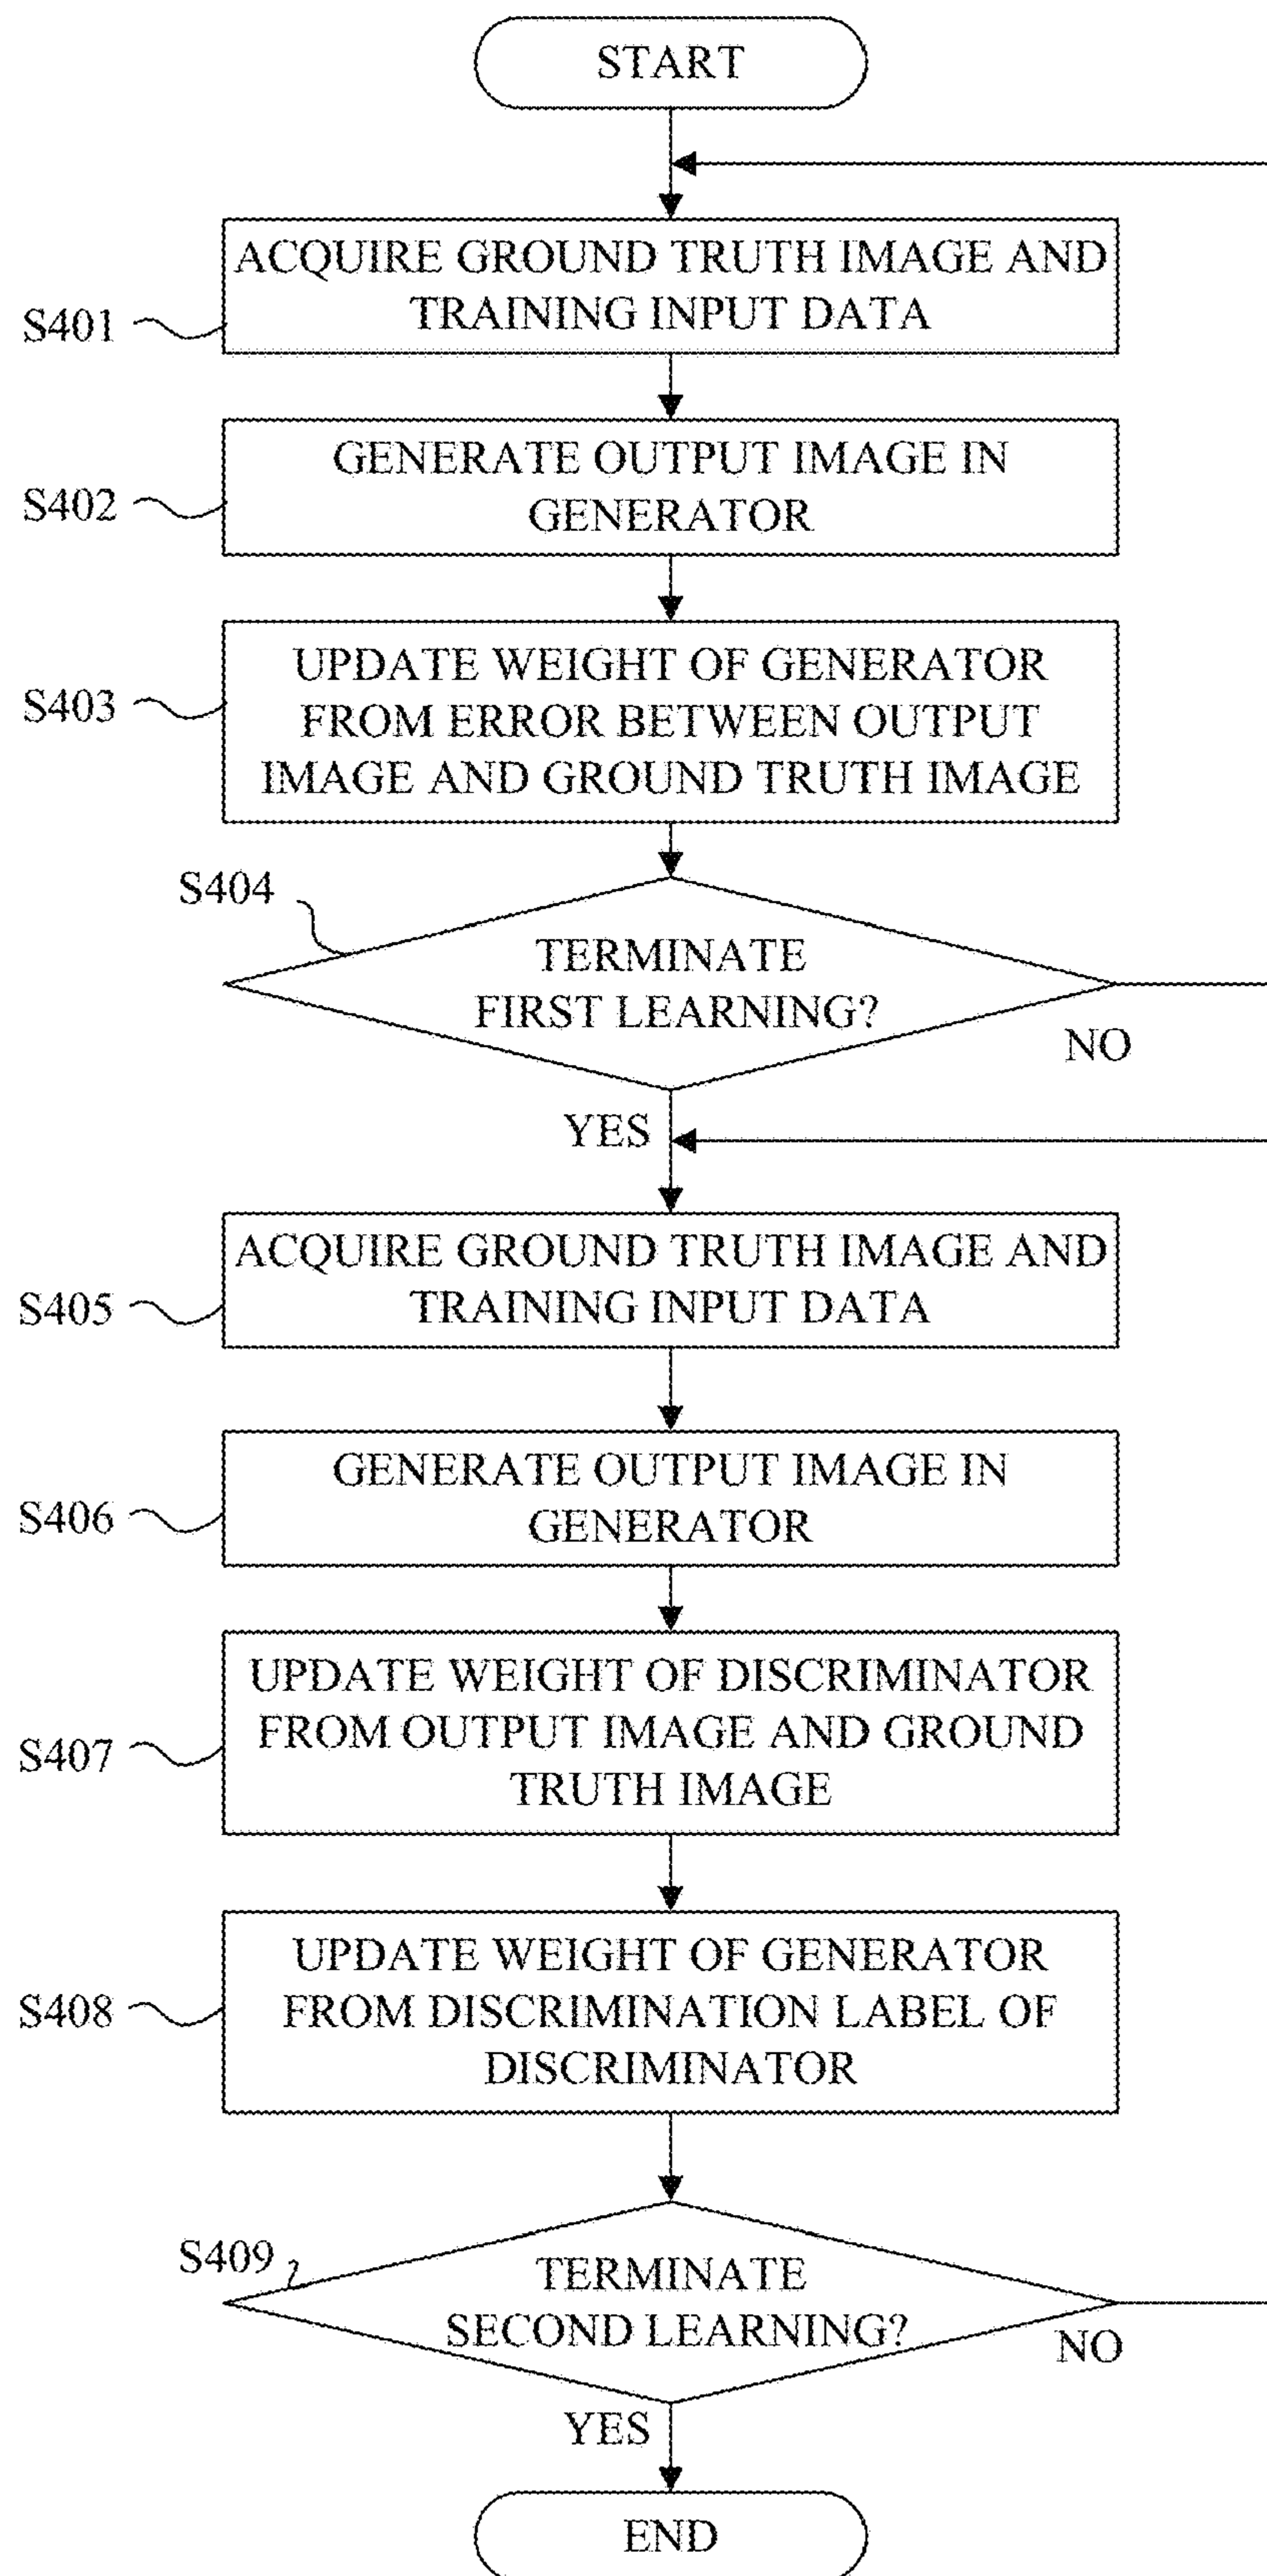 START
ACQUIRE GROUND TRUTH IMAGE AND
TRAINING INPUT DATA
S401
GENERATE OUTPUT IMAGE IN
GENERATOR
S402
UPDATE WEIGHT OF GENERATOR
FROM ERROR BETWEEN OUTPUT
IMAGE AND GROUND TRUTH IMAGE
S403
S404
TERMINATE
FIRST LEARNING?
NO
YES
ACQUIRE GROUND TRUTH IMAGE AND
TRAINING INPUT DATA
S405
GENERATE OUTPUT IMAGE IN
GENERATOR
S406
UPDATE WEIGHT OF DISCRIMINATOR
FROM OUTPUT IMAGE AND GROUND
TRUTH IMAGE
S407
UPDATE WEIGHT OF GENERATOR
FROM DISCRIMINATION LABEL OF
DISCRIMINATOR
S408
S409
TERMINATE
SECOND LEARNING?
NO
YES
END